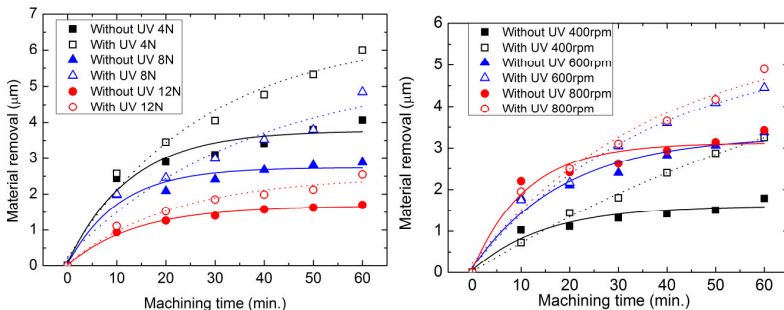 7
6
5
4
3
2
1
0
Material removal (μm)
Without UV 4N
With UV 4N
Without UV 8N
With UV 8N
Without UV 12N
With UV 12N
0 10 20 30 40 50 60
Machining time (min.)
6
5
4
3
2
1
0
Material removal (μm)
Without UV 400rpm
With UV 400rpm
Without UV 600rpm
With UV 600rpm
Without UV 800rpm
With UV 800rpm
0 10 20 30 40 50 60
Machining time (min.)